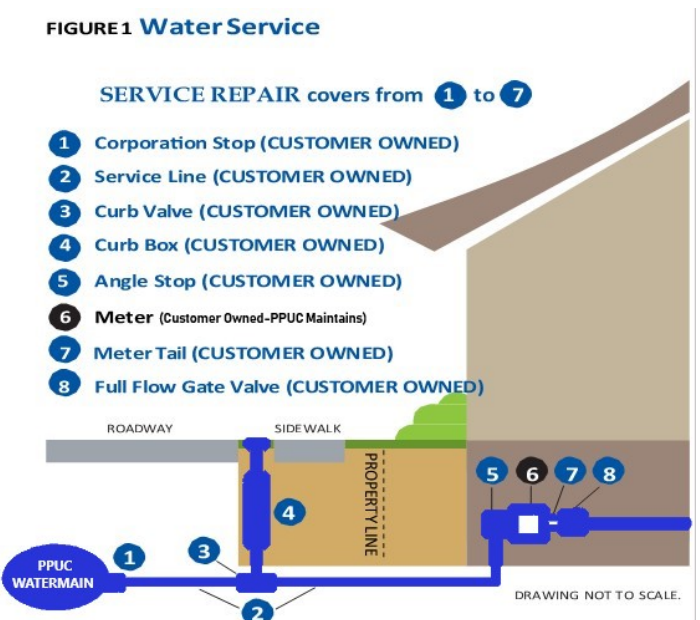 FIGURE 1 Water Service
SERVICE REPAIR covers from 1 to 7
1 Corporation Stop (CUSTOMER OWNED)
2 Service Line (CUSTOMER OWNED)
3 Curb Valve (CUSTOMER OWNED)
4 Curb Box (CUSTOMER OWNED)
5 Angle Stop (CUSTOMER OWNED)
6 Meter (Customer Owned-PPUC Maintains)
7 Meter Tail (CUSTOMER OWNED)
8 Full Flow Gate Valve (CUSTOMER OWNED)
ROADWAY
SIDEWALK
PROPERTY LINE
5
6
7
8
4
3
1
PPUC
WATERMAIN
2
DRAWING NOT TO SCALE.